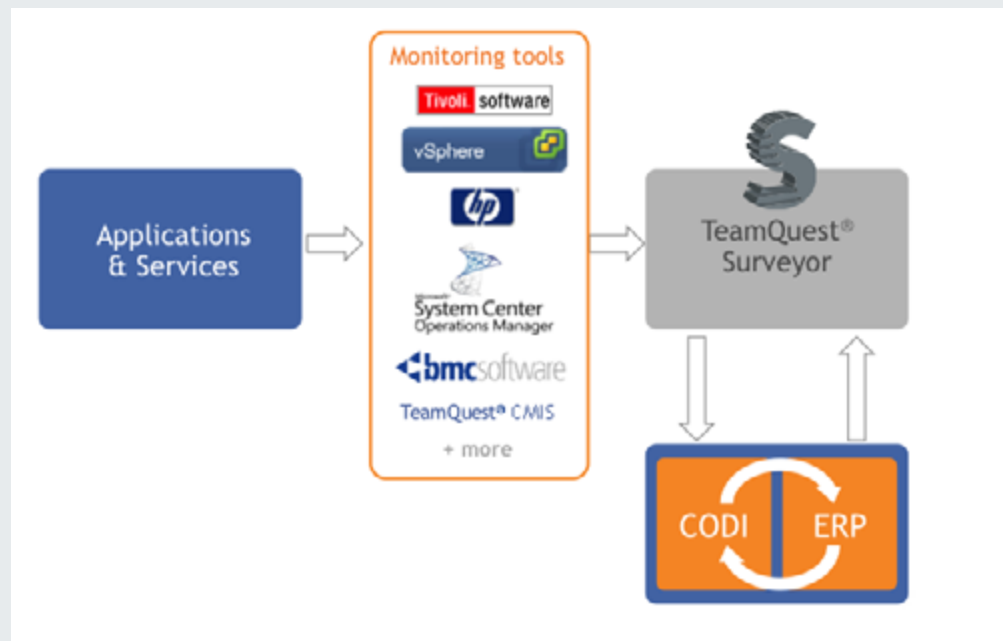 Monitoring tools
Tivoli. software
vSphere
hp
Microsoft
System Center
Operations Manager
bmcsoftware
TeamQuest® CMIS
+ more
Applications
& Services
S
TeamQuest®
Surveyor
CODI
ERP